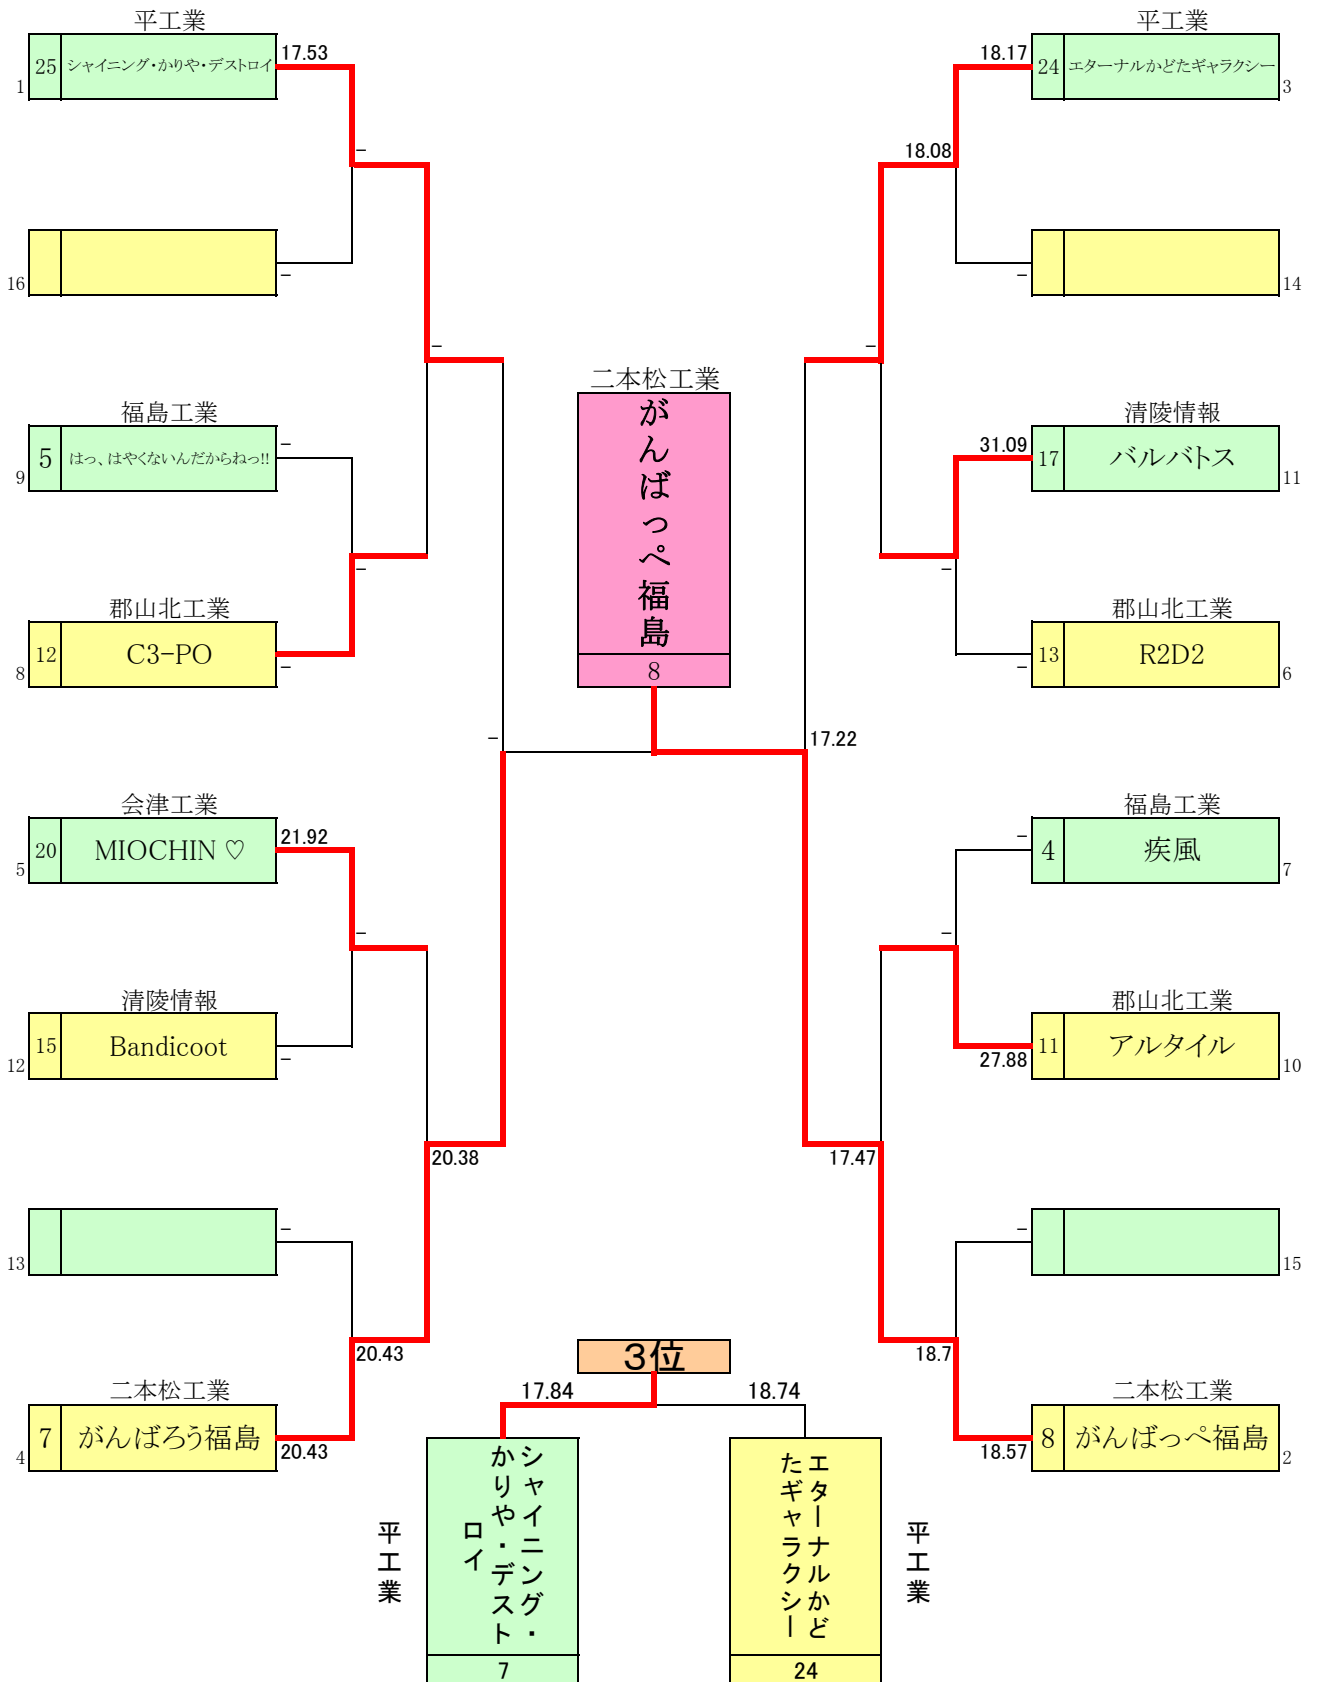 平工業
25 シャイニング・かりや・デストロイ 17.53
1
-
16
-
-
福島工業
5 はっ、はやくないんだからねっ!! -
9
-
郡山北工業
12 C3-PO
8
-
-
会津工業
20 MIOCHIN ♡ 21.92
5
-
清陵情報
15 Bandicoot
12
-
20.38
-
13
20.43
二本松工業
7 がんばろう福島 20.43
4
二本松工業
がんばっぺ福島
8
17.22
平工業
18.17 24 エターナルかどたギャラクシー
3
18.08
-
14
-
清陵情報
31.09 17 バルバトス
11
-
郡山北工業
13 R2D2
-
6
福島工業
- 4 疾風
7
-
郡山北工業
11 アルタイル
27.88
10
17.47
-
15
18.7
二本松工業
18.57 8 がんばっぺ福島
2
3位
17.84
18.74
平工業
シャイニング・
かりや・デスト
ロイ
7
エターナルかど
たギャラクシー
24
平工業